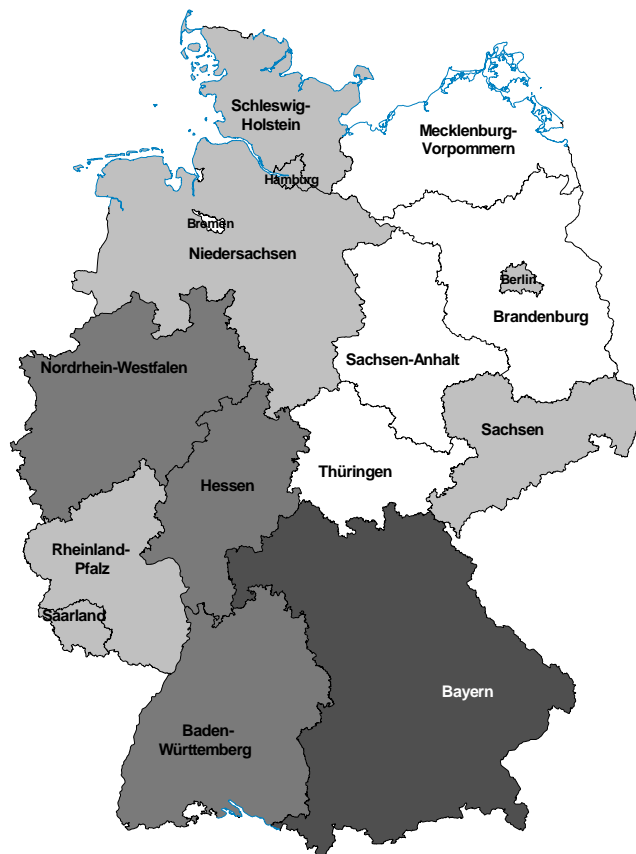 Schleswig-
Holstein
Mecklenburg-
Vorpommern
Hamburg
Bremen
Niedersachsen
Berlin
Brandenburg
Sachsen-Anhalt
Nordrhein-Westfalen
Sachsen
Thüringen
Hessen
Rheinland-
Pfalz
Saarland
Bayern
Baden-
Württemberg